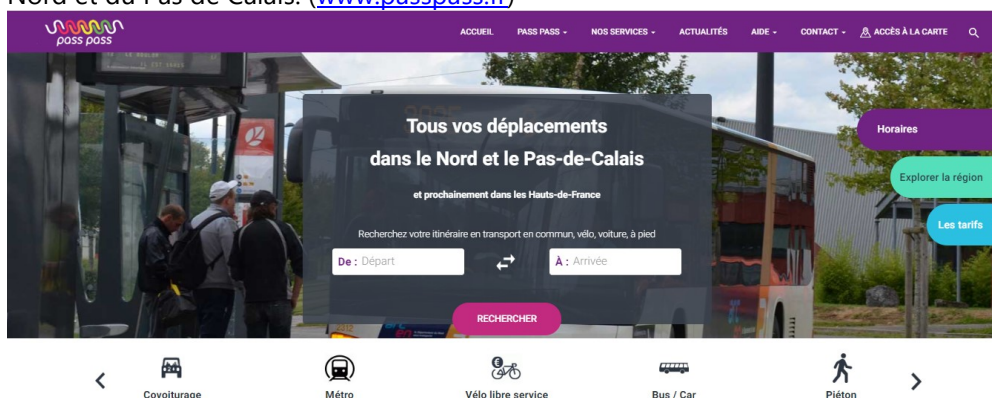 Nord et du Pas de Calais. (www.passpass.fr)
pass pass
ACCUEIL PASS PASS NOS SERVICES ACTUALITÉS AIDE CONTACT ACCÈS À LA CARTE
Tous vos déplacements
dans le Nord et le Pas-de-Calais
et prochainement dans les Hauts-de-France
Recherchez votre itinéraire en transport en commun, vélo, voiture, à pied
De : Départ
À : Arrivée
RECHERCHER
Horaires
Explorer la région
Les tarifs
Covoiturage
Métro
Vélo libre service
Bus / Car
Piéton